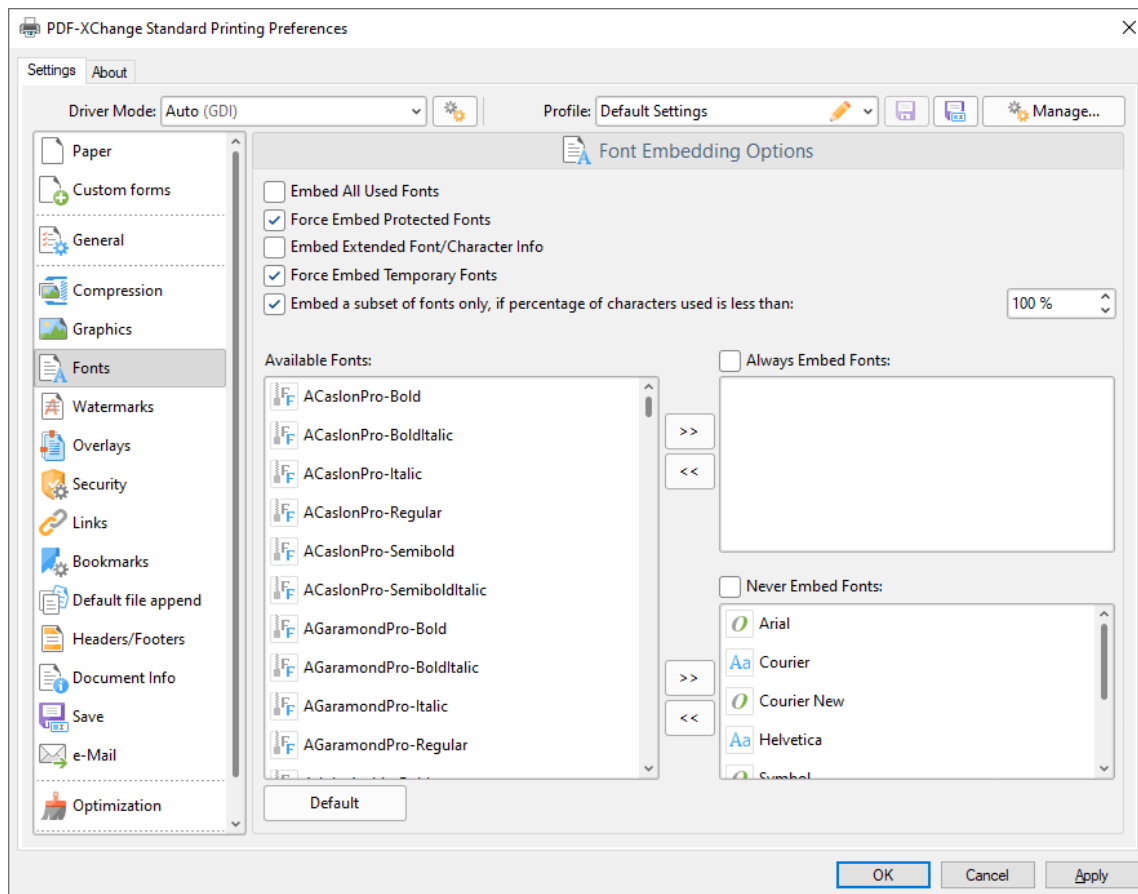 PDF-XChange Standard Printing Preferences
Settings
About
Driver Mode: Auto (GDI)
Profile: Default Settings
Manage...
Paper
Custom forms
General
Compression
Graphics
Fonts
Watermarks
Overlays
Security
Links
Bookmarks
Default file append
Headers/Footers
Document Info
Save
e-Mail
Optimization
Font Embedding Options
Embed All Used Fonts
Force Embed Protected Fonts
Embed Extended Font/Character Info
Force Embed Temporary Fonts
Embed a subset of fonts only, if percentage of characters used is less than: 100 %
Available Fonts:
ACaslonPro-Bold
ACaslonPro-BoldItalic
ACaslonPro-Italic
ACaslonPro-Regular
ACaslonPro-Semibold
ACaslonPro-SemiboldItalic
AGaramondPro-Bold
AGaramondPro-BoldItalic
AGaramondPro-Italic
AGaramondPro-Regular
>>
<<
Always Embed Fonts:
>>
<<
Never Embed Fonts:
Arial
Courier
Courier New
Helvetica
Symbol
Default
OK
Cancel
Apply